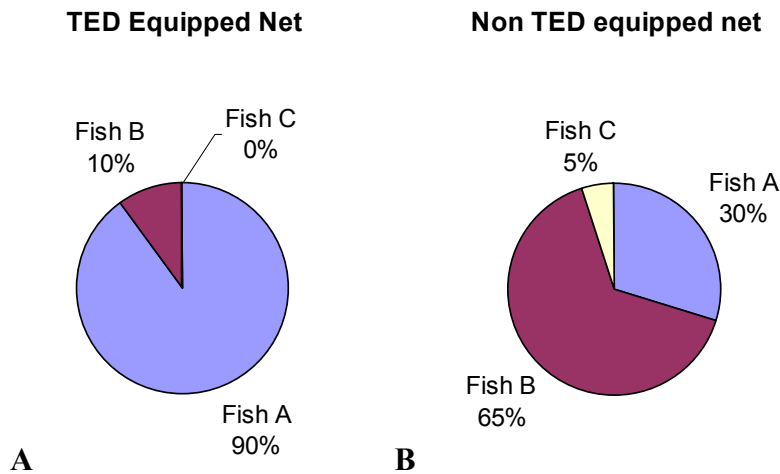 TED Equipped Net
Fish B
10%
Fish C
0%
Fish A
90%
A
Non TED equipped net
Fish C
5%
Fish A
30%
Fish B
65%
B